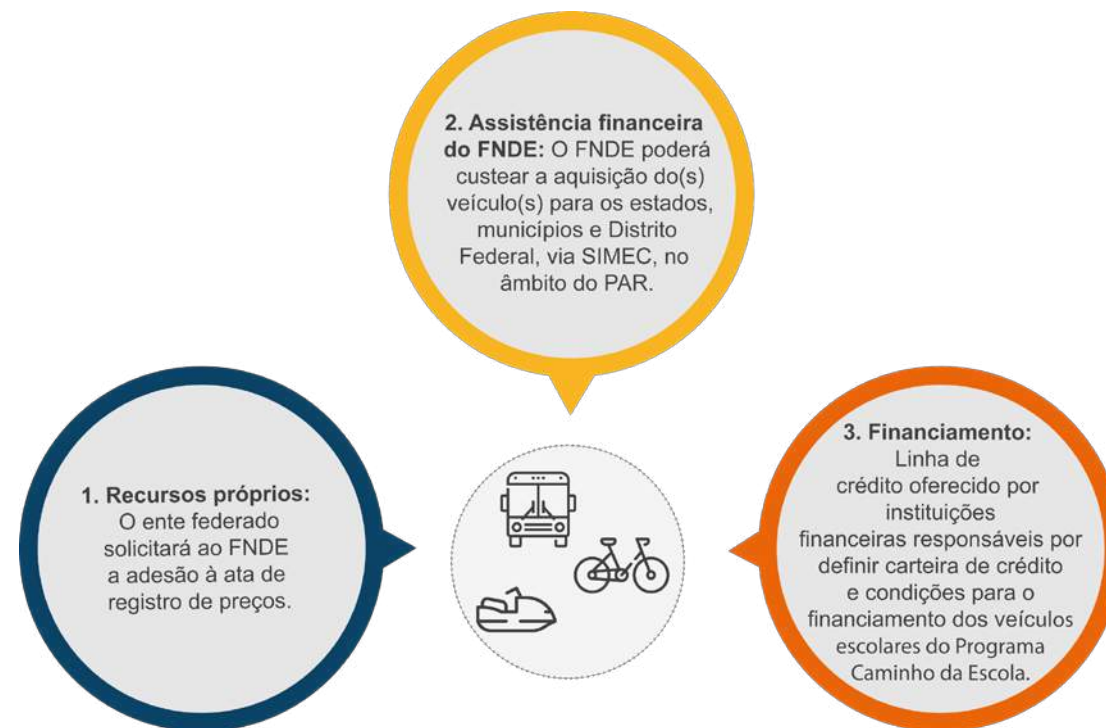 1. Recursos próprios:
O ente federado
solicitará ao FNDE
a adesão à ata de
registro de preços.
2. Assistência financeira
do FNDE: O FNDE poderá
custear a aquisição do(s)
veículo(s) para os estados,
municípios e Distrito
Federal, via SIMEC, no
âmbito do PAR.
3. Financiamento:
Linha de
crédito oferecido por
instituições
financeiras responsáveis por
definir carteira de crédito
e condições para o
financiamento dos veículos
escolares do Programa
Caminho da Escola.